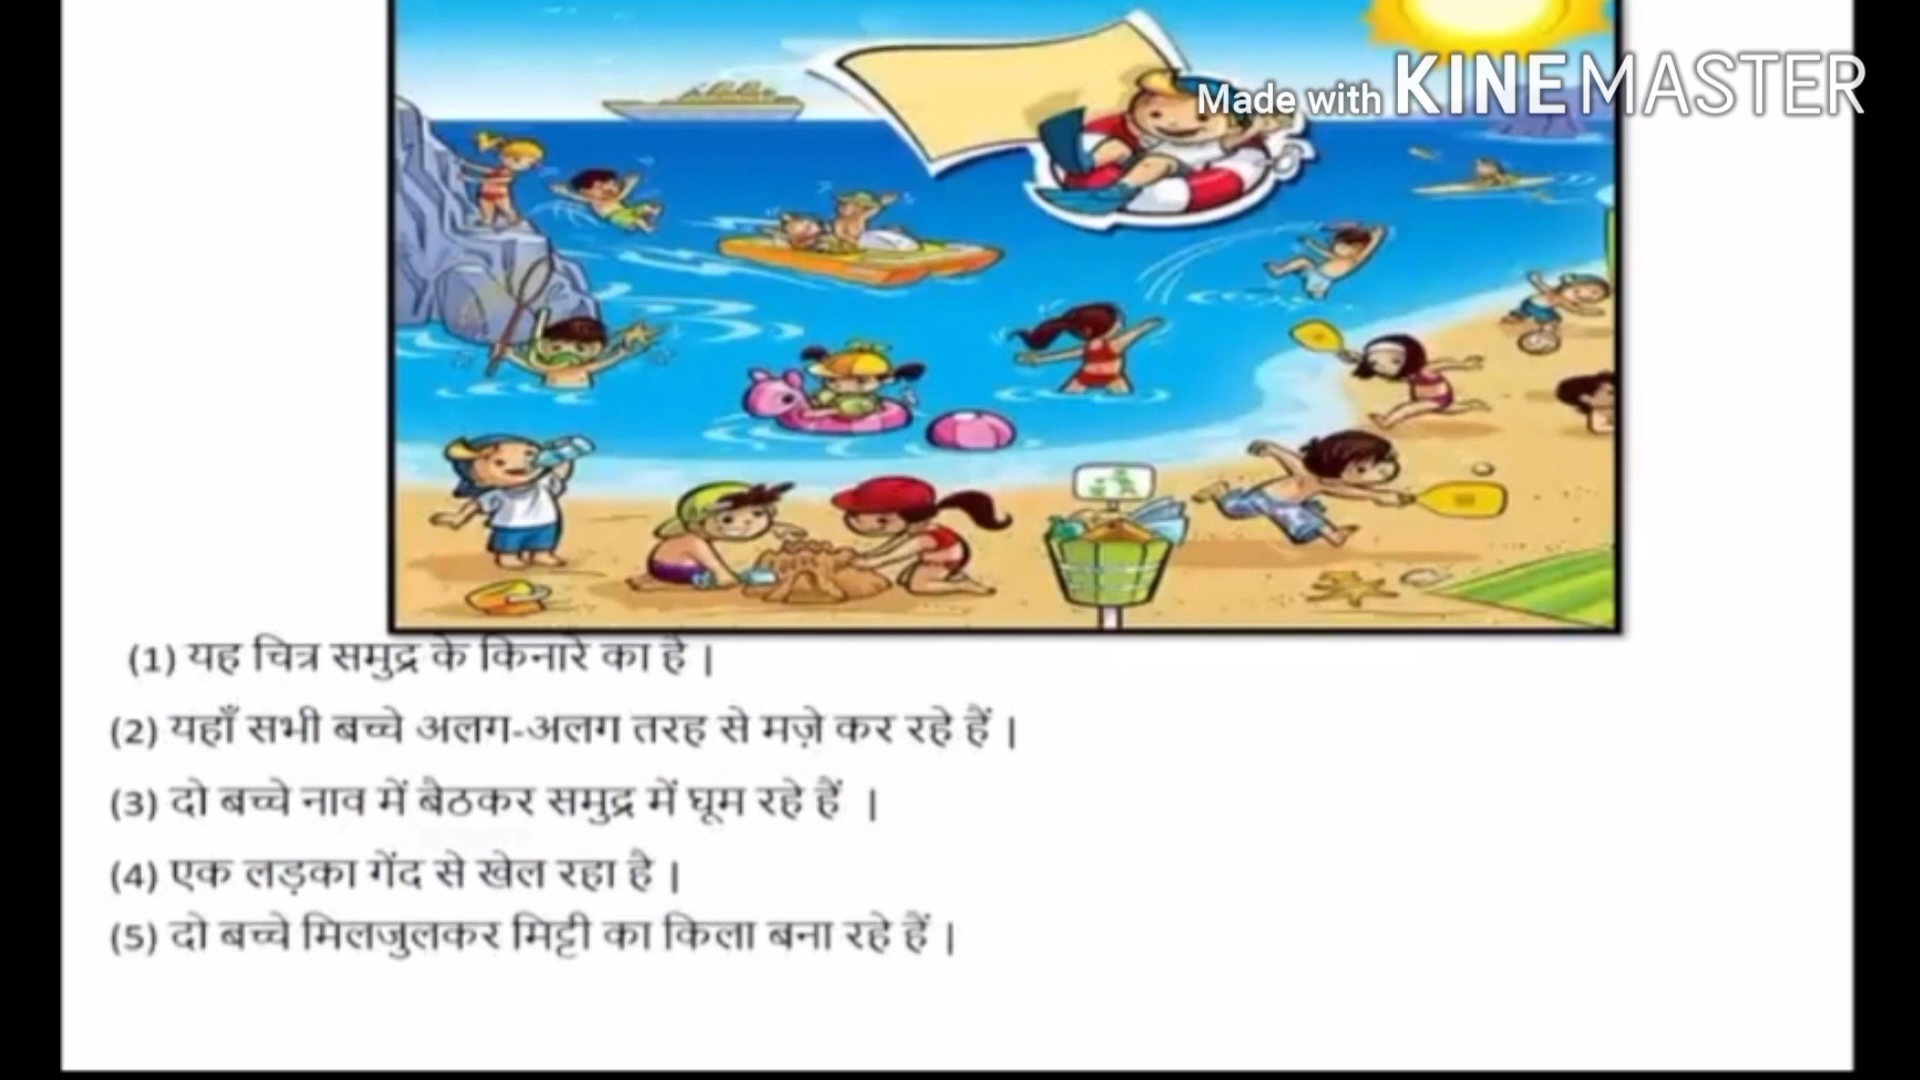 Made with KINEMASTER
(1) यह चित्र समुद्र के किनारे का है |
(2) यहाँ सभी बच्चे अलग-अलग तरह से मज़े कर रहे हैं |
(3) दो बच्चे नाव में बैठकर समुद्र में घूम रहे हैं |
(4) एक लड़का गेंद से खेल रहा है |
(5) दो बच्चे मिलजुलकर मिट्टी का किला बना रहे हैं |